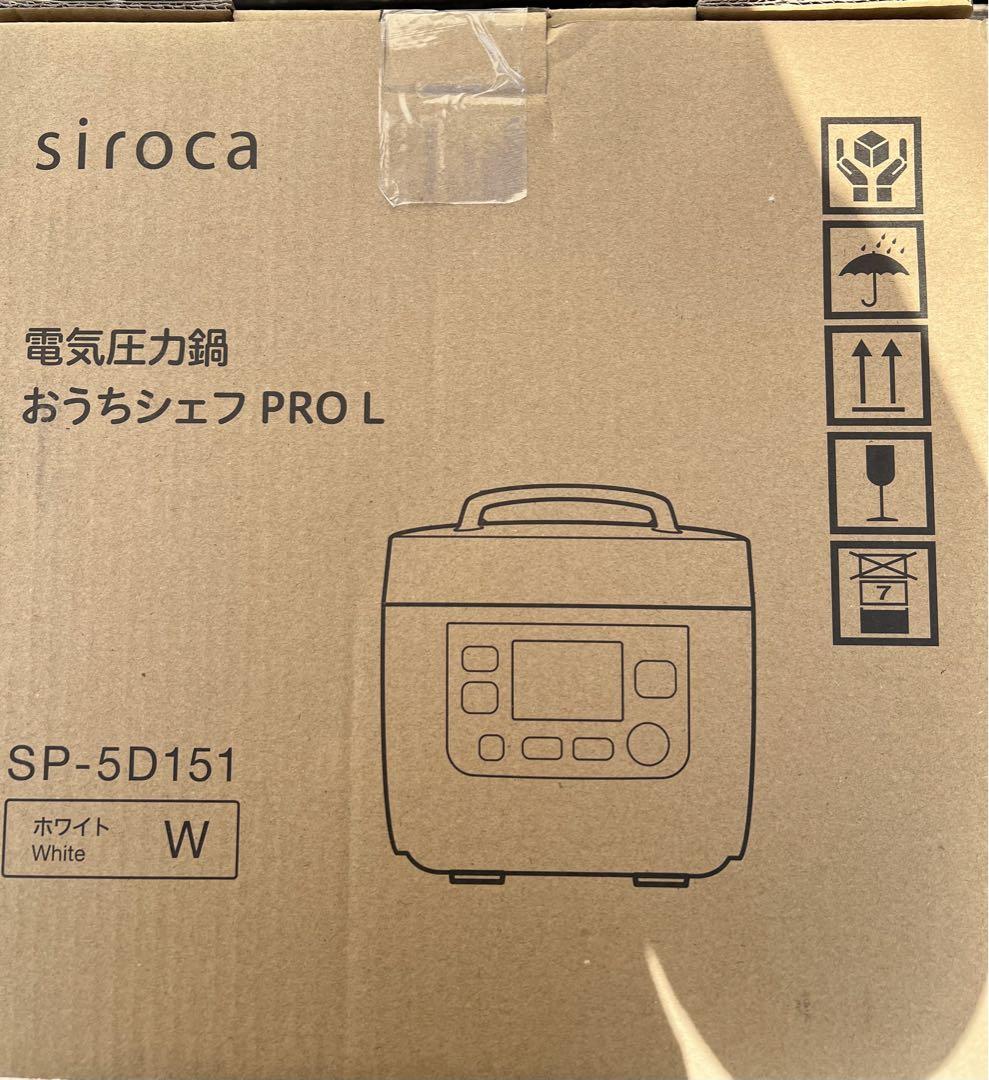 siroca
電気圧力鍋
おうちシェフ PRO L
7
SP-5D151
ホワイト
White
W